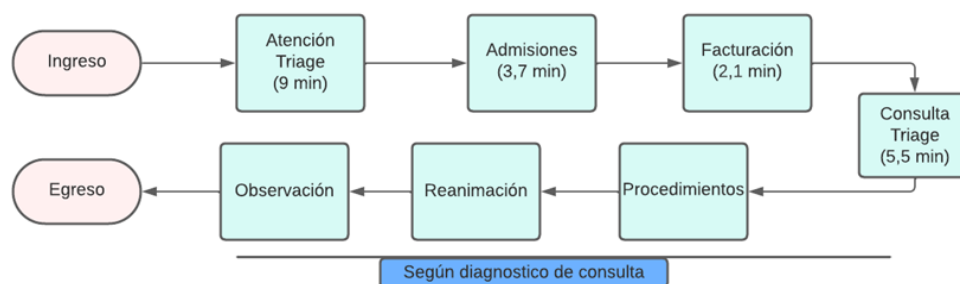 Ingreso
Atención
Triage
(9 min)
Admisiones
(3,7 min)
Facturación
(2,1 min)
Consulta
Triage
(5,5 min)
Procedimientos
Reanimación
Observación
Egreso
Según diagnostico de consulta